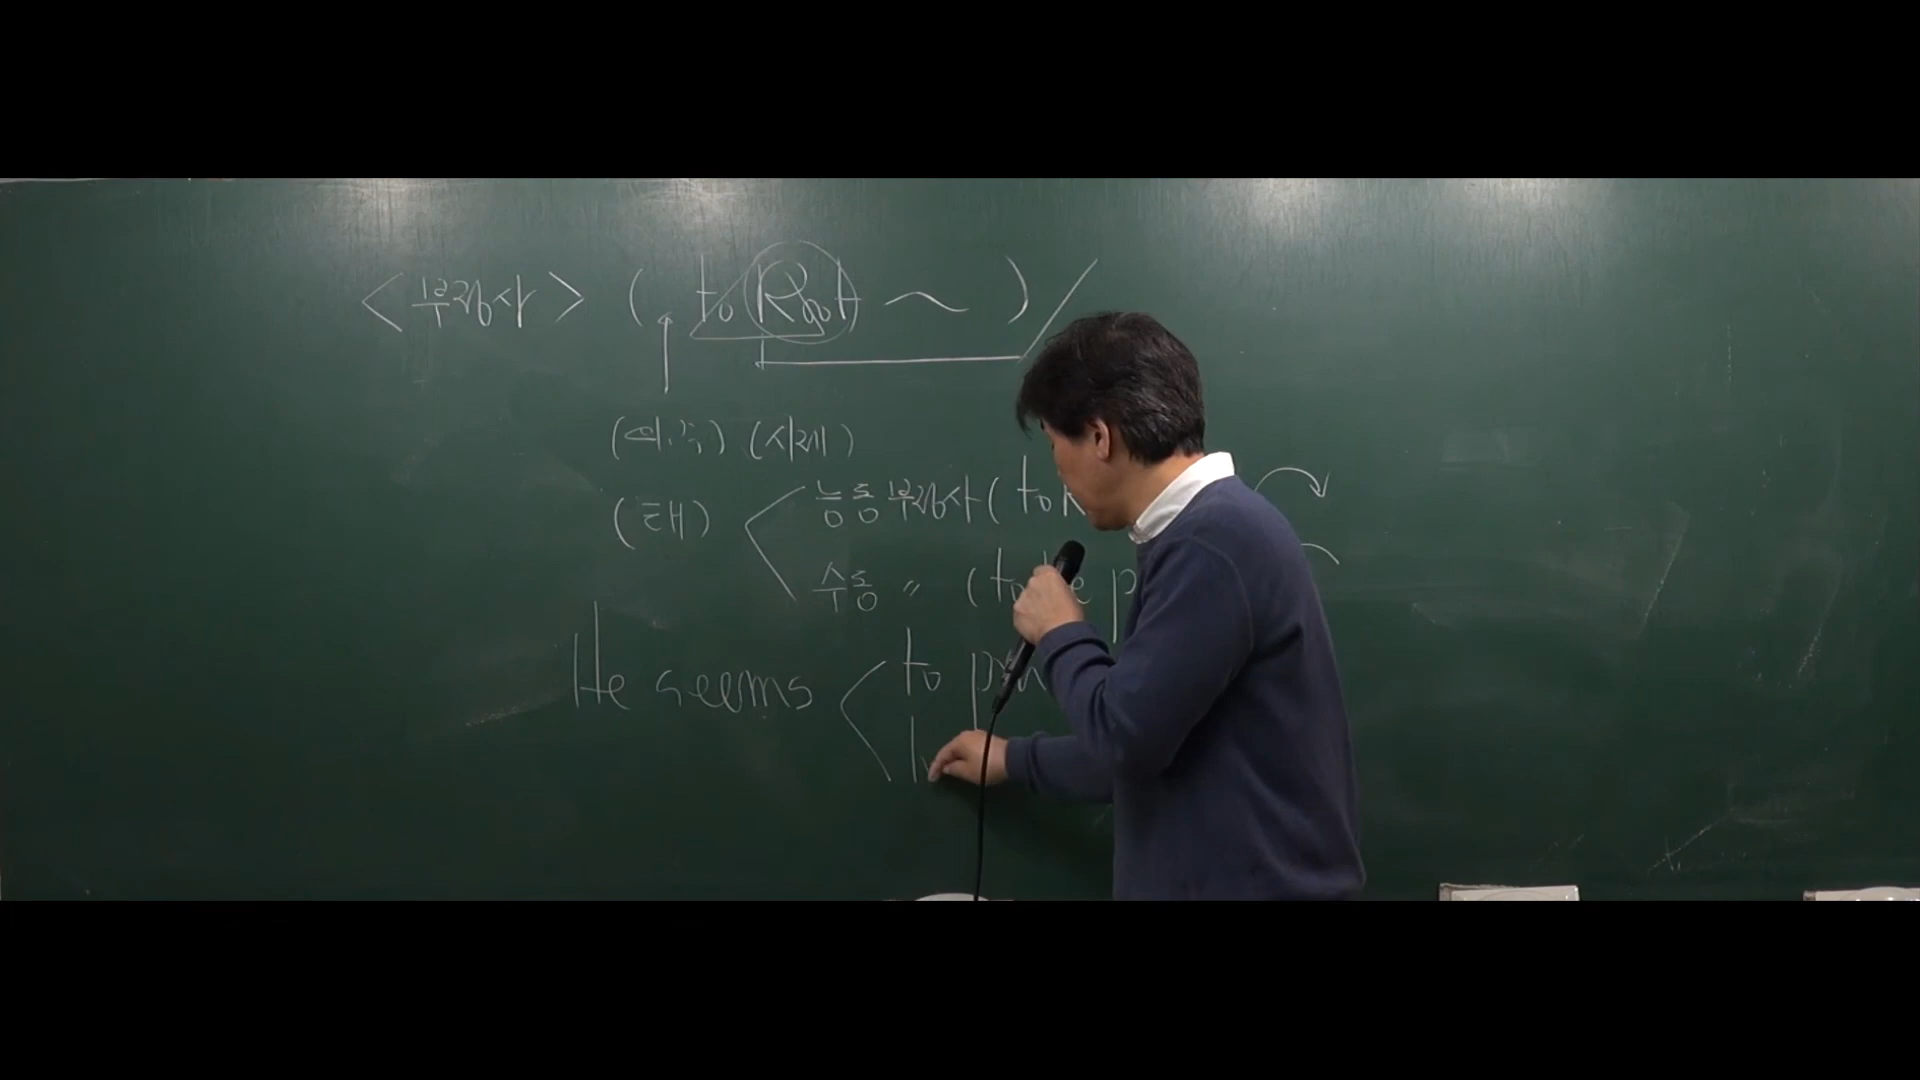 <부정사> ( to Root ~ ) /
(의.주) (시제)
(태) < 능동부정사 (to R
수동 〃 (to be p
He seems < to